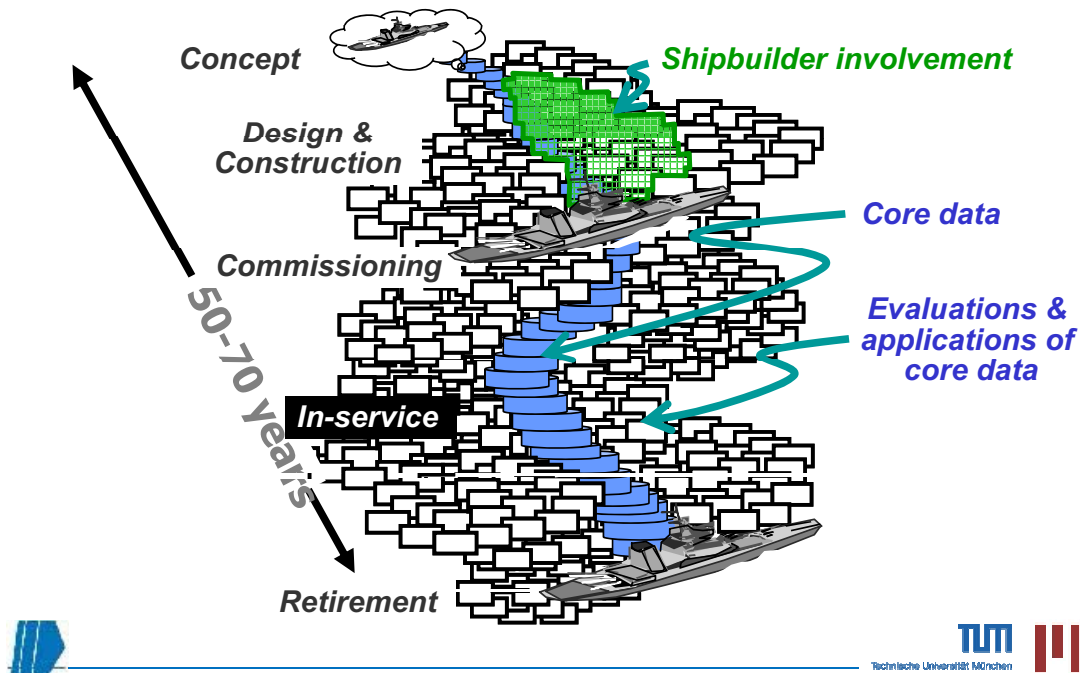 Concept
Shipbuilder involvement
Design &
Construction
Core data
Commissioning
50-70 years
Evaluations &
applications of
core data
In-service
Retirement
TUM
Technische Universität München